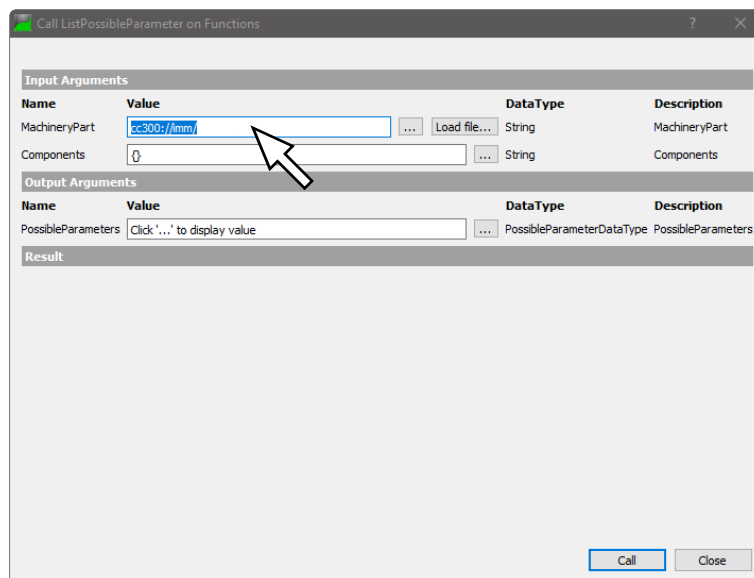 Call ListPossibleParameter on Functions
Input Arguments
Name Value DataType Description
MachineryPart cc300://imm/ ... Load file... String MachineryPart
Components {} ... String Components
Output Arguments
Name Value DataType Description
PossibleParameters Click '...' to display value ... PossibleParameterDataType PossibleParameters
Result
Call Close